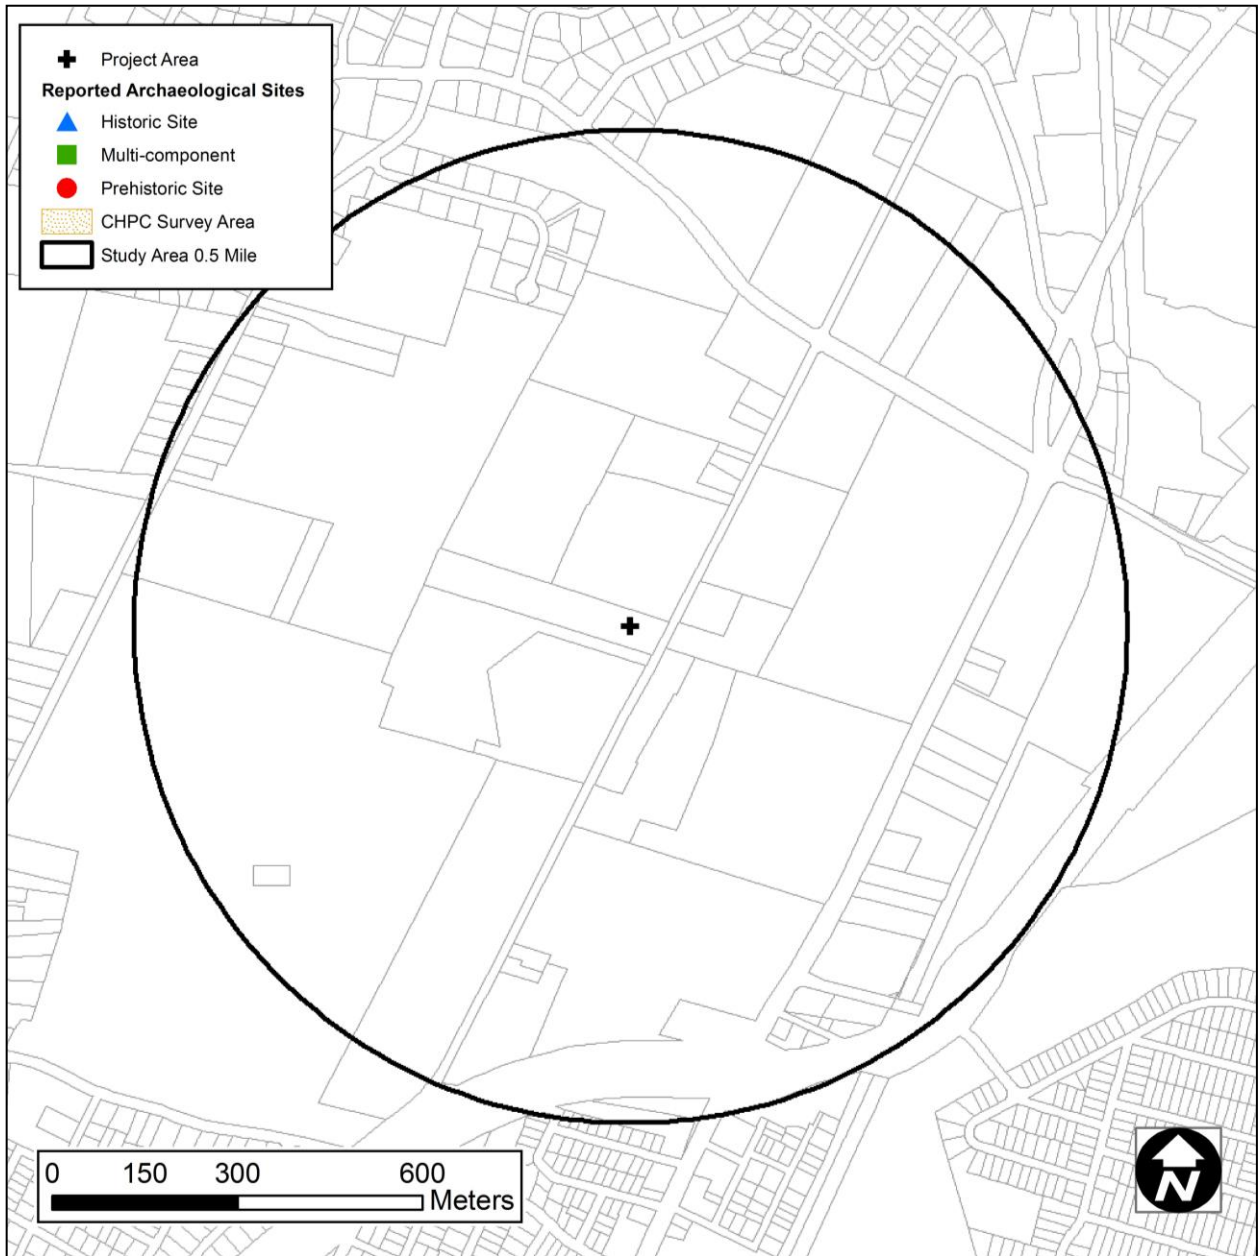 Project Area
Reported Archaeological Sites
Historic Site
Multi-component
Prehistoric Site
CHPC Survey Area
Study Area 0.5 Mile
0 150 300 600
Meters
N